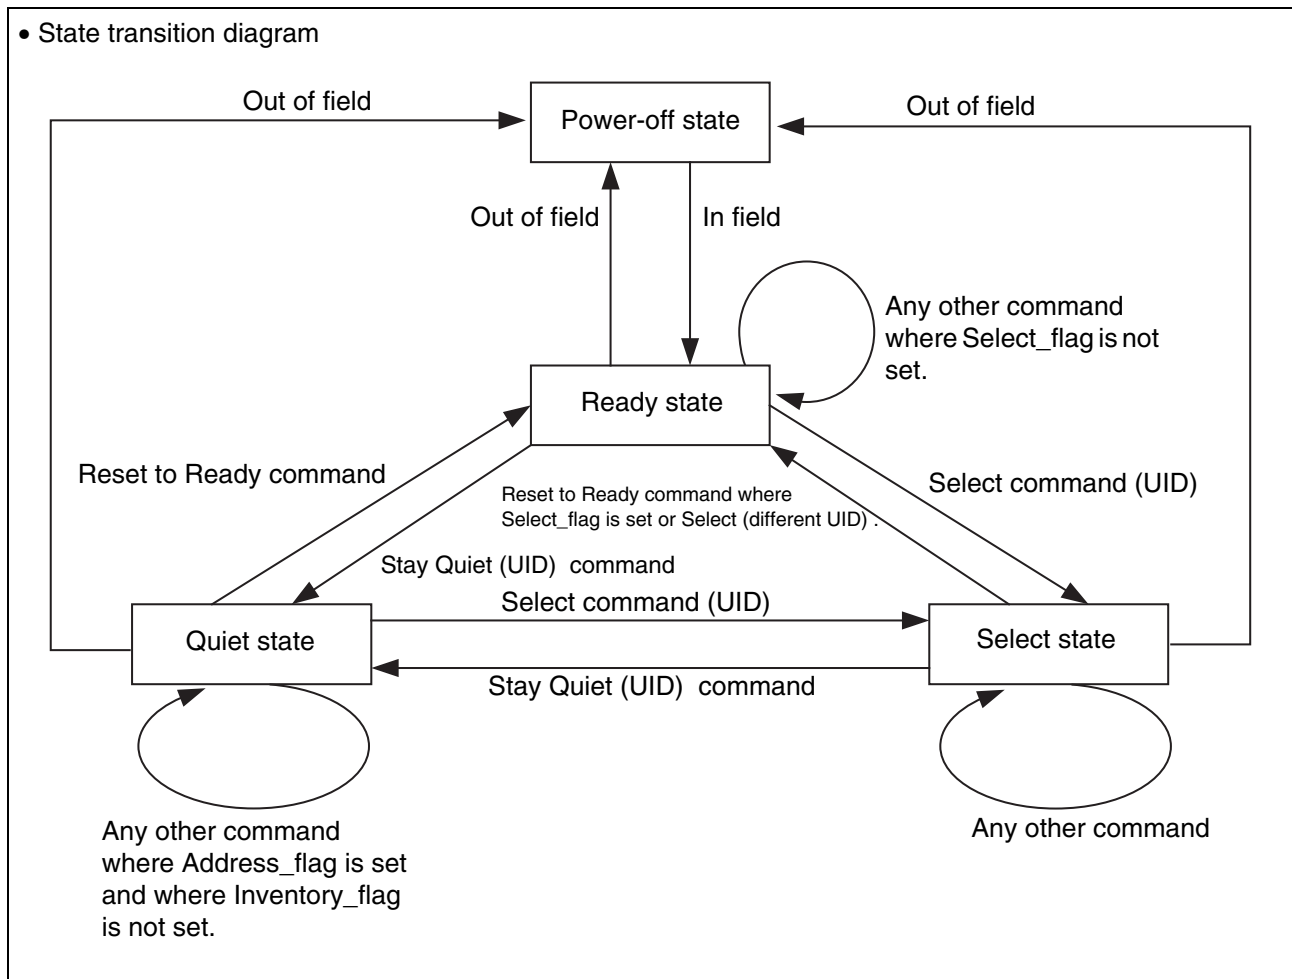 • State transition diagram
Out of field
Power-off state
Out of field
Out of field
In field
Any other command
where Select_flag is not
set.
Ready state
Reset to Ready command
Select command (UID)
Reset to Ready command where
Select_flag is set or Select (different UID) .
Stay Quiet (UID) command
Select command (UID)
Quiet state
Select state
Stay Quiet (UID) command
Any other command
where Address_flag is set
and where Inventory_flag
is not set.
Any other command